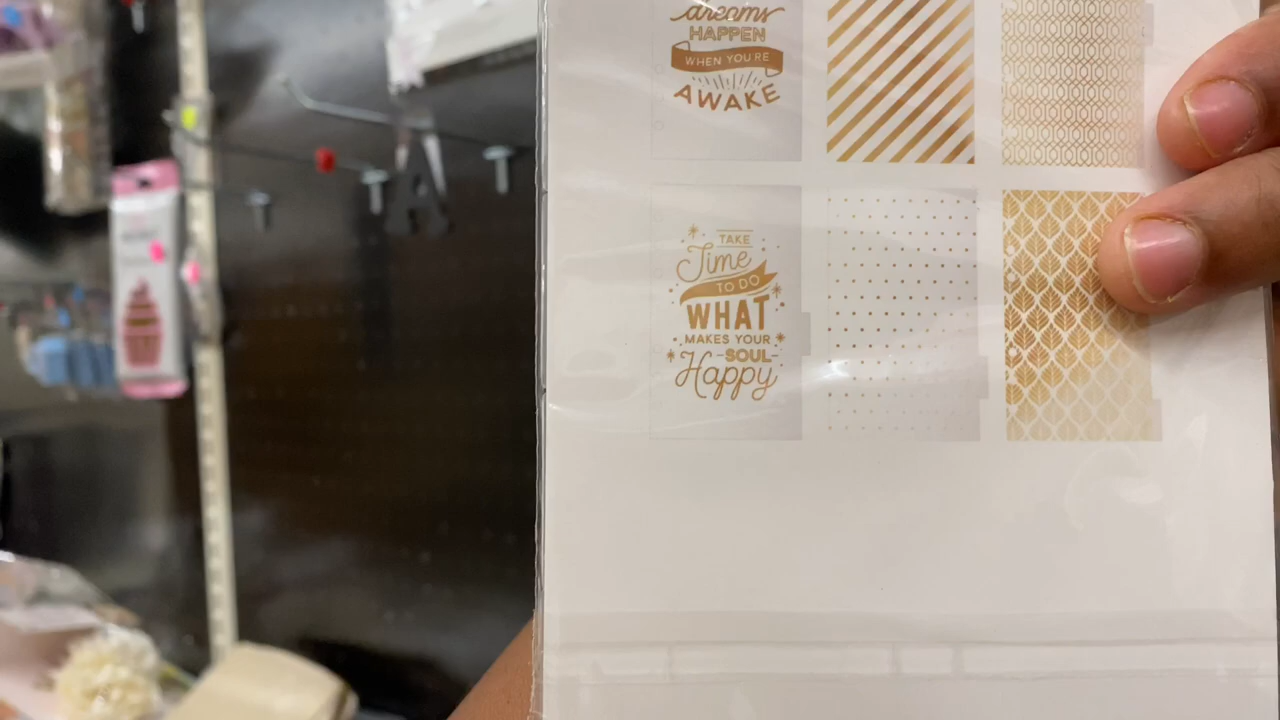 dreams
HAPPEN
WHEN YOU'RE
AWAKE
TAKE
Time
TO DO
WHAT
MAKES YOUR
SOUL
Happy
A